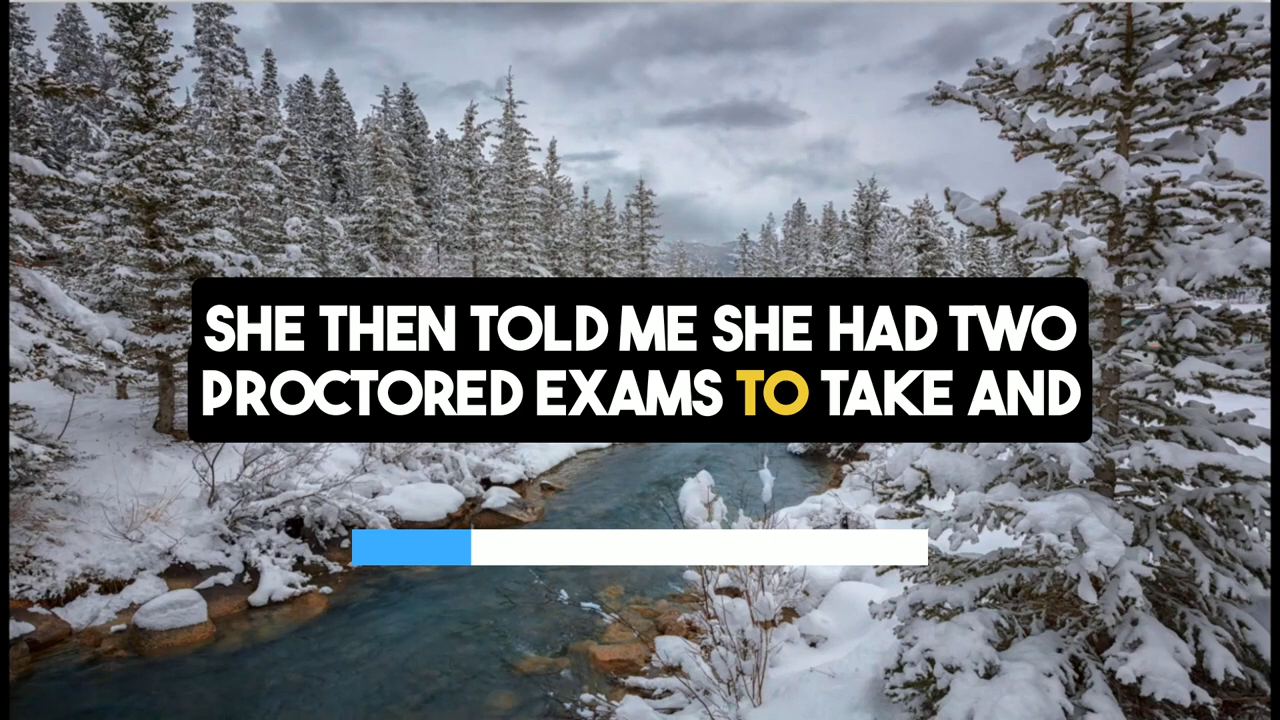 SHE THEN TOLD ME SHE HAD TWO
PROCTORED EXAMS TO TAKE AND